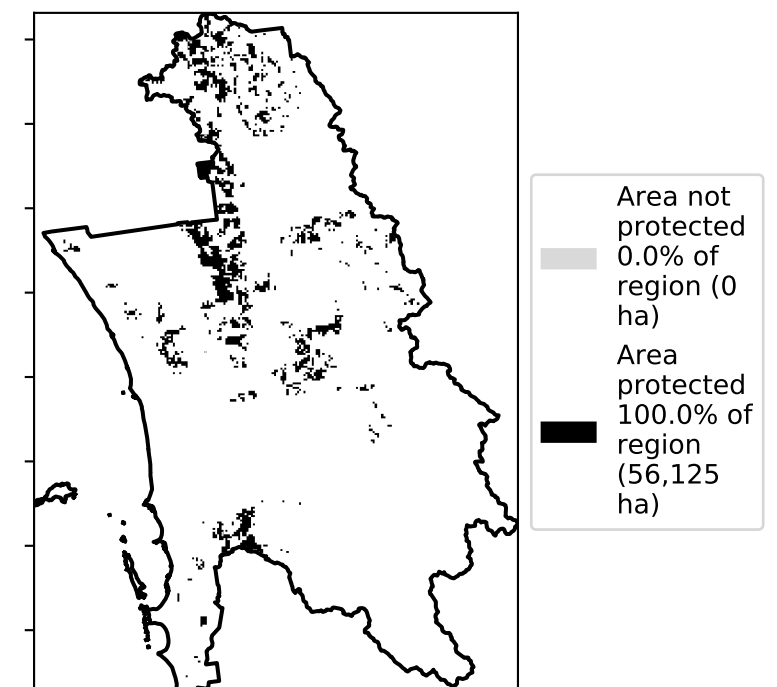 Area not
protected
0.0% of
region (0
ha)
Area
protected
100.0% of
region
(56,125
ha)